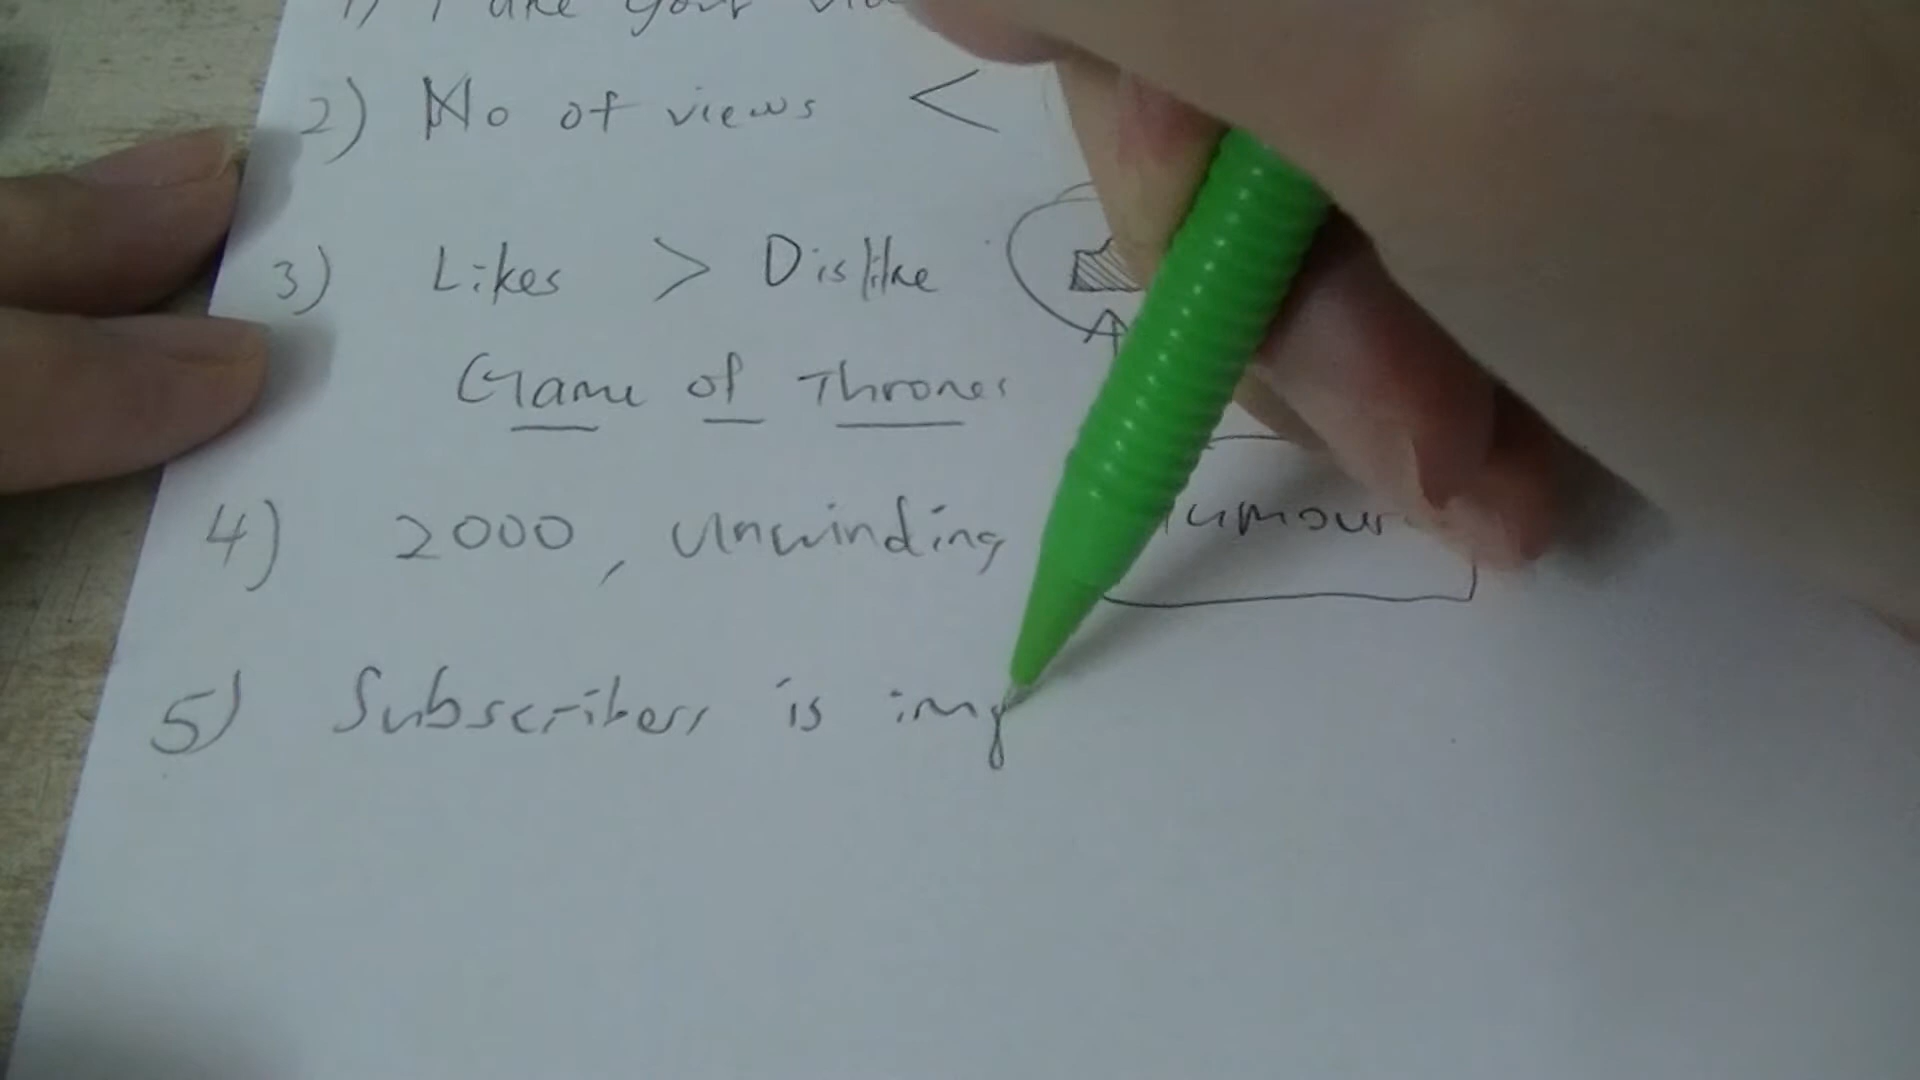 2) No of views <
3) Likes > Dislike
Game of Thrones
4) 2000, unwinding
5) Subscribers is imp